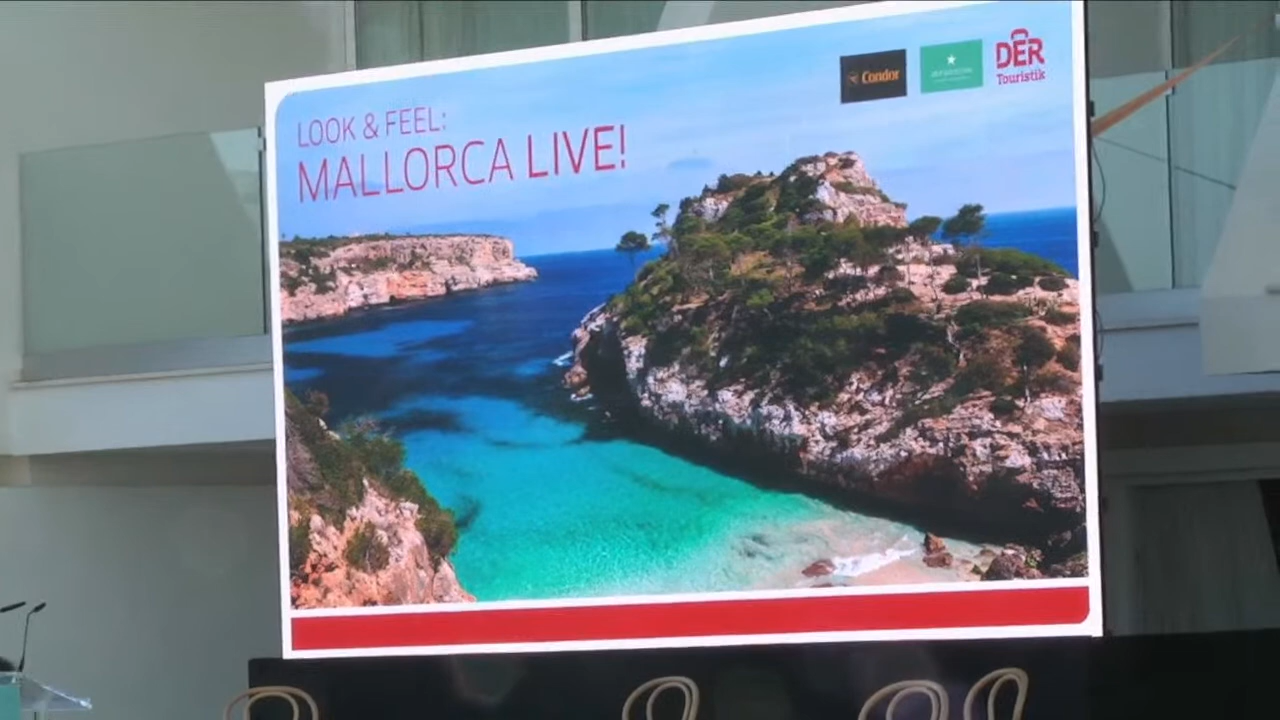 LOOK & FEEL:
MALLORCA LIVE!
Condor
DER
Touristik